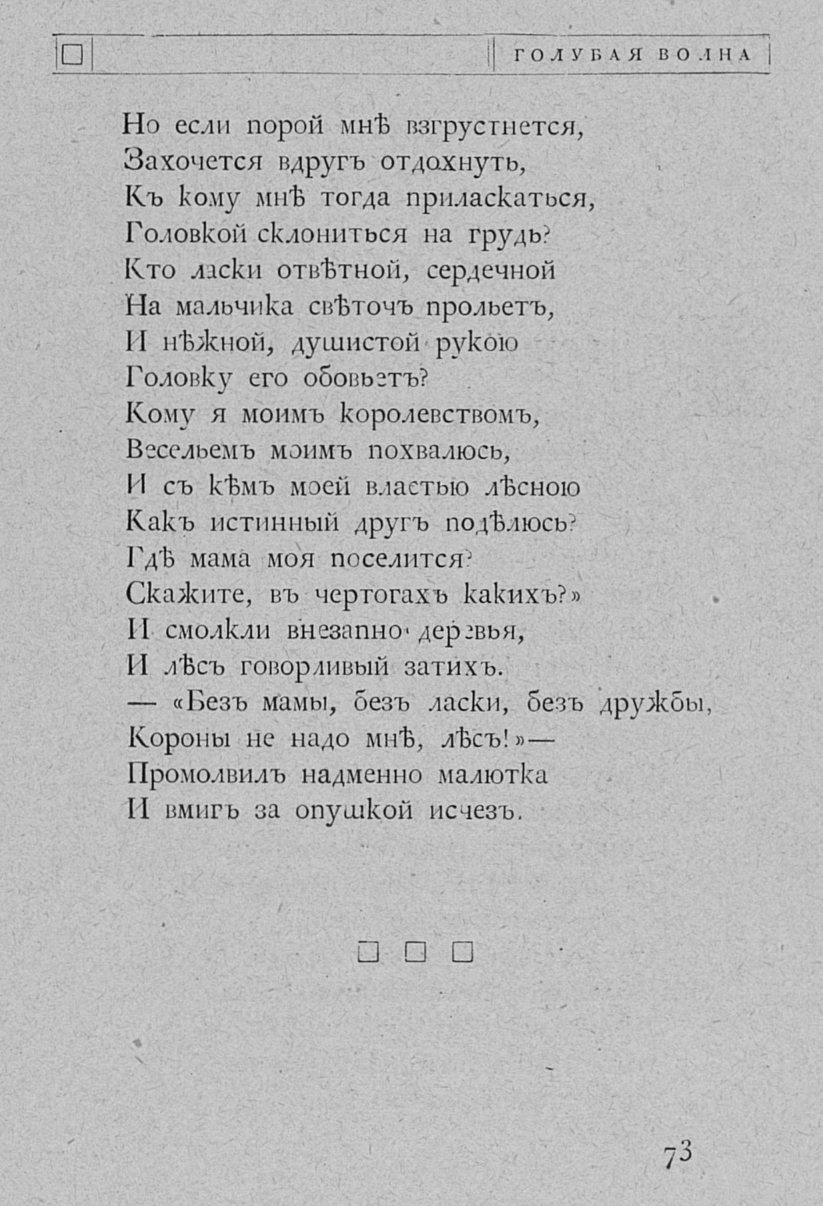 ГОЛУБАЯ ВОЛНА
Но если порой мнѣ взгрустнется,
Захочется вдругъ отдохнуть,
Къ кому мнѣ тогда приласкаться,
Головкой склониться на грудь?
Кто ласки отвѣтной, сердечной
На мальчика свѣточъ прольетъ,
И нѣжной, душистой рукою
Головку его обовьетъ?
Кому я моимъ королевствомъ,
Весельемъ моимъ похвалюсь,
И съ кѣмъ моей властью лѣсною
Какъ истинный другъ подѣлюсь?
Гдѣ мама моя поселится?
Скажите, въ чертогахъ какихъ?»
И смолкли внезапно деревья,
И лѣсъ говорливый затихъ.
— «Безъ мамы, безъ ласки, безъ дружбы,
Короны не надо мнѣ, лѣсъ!»—
Промолвилъ надменно малютка
И вмигъ за опушкой исчезъ.
73